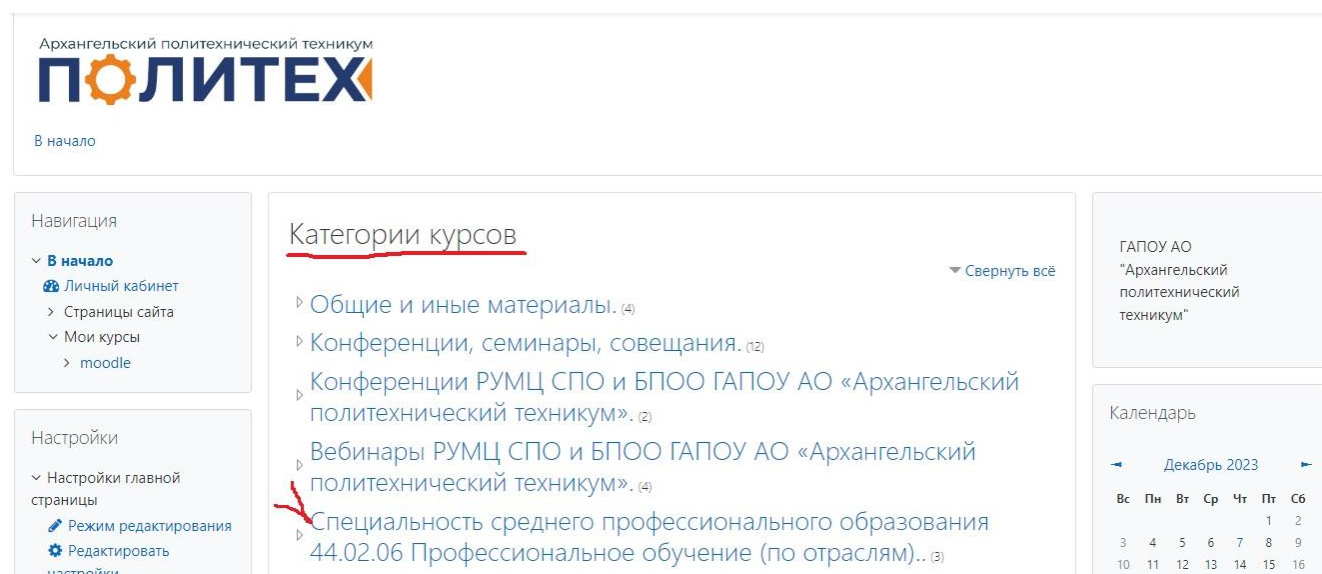 Архангельский политехнический техникум
ПОЛИТЕХ
В начало
Навигация
В начало
Личный кабинет
Страницы сайта
Мои курсы
moodle
Настройки
Настройки главной
страницы
Режим редактирования
Редактировать
настройки
Категории курсов
Свернуть всё
Общие и иные материалы. (4)
Конференции, семинары, совещания. (12)
Конференции РУМЦ СПО и БПОО ГАПОУ АО «Архангельский
политехнический техникум». (2)
Вебинары РУМЦ СПО и БПОО ГАПОУ АО «Архангельский
политехнический техникум». (4)
Специальность среднего профессионального образования
44.02.06 Профессиональное обучение (по отраслям).. (3)
ГАПОУ АО
"Архангельский
политехнический
техникум"
Календарь
◄ Декабрь 2023 ►
Вс Пн Вт Ср Чт Пт Сб
1 2
3 4 5 6 7 8 9
10 11 12 13 14 15 16